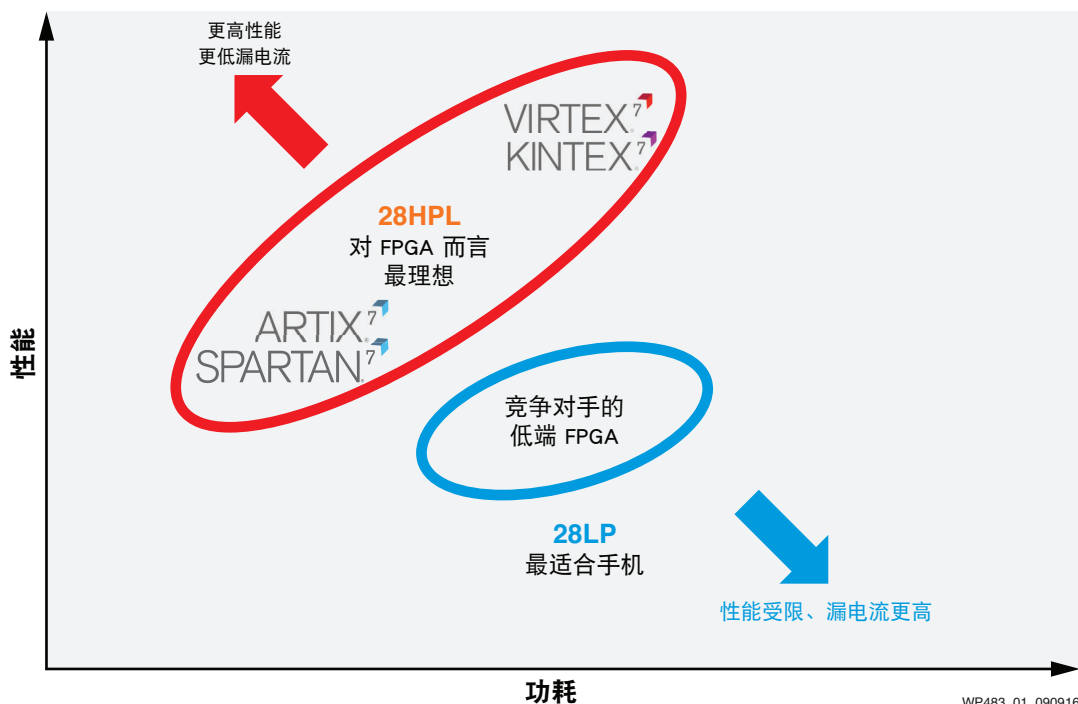 更高性能
更低漏电流
VIRTEX.7
KINTEX.7
28HPL
对 FPGA 而言
最理想
ARTIX.7
SPARTAN.7
性能
竞争对手的
低端 FPGA
28LP
最适合手机
性能受限、漏电流更高
功耗
WP483_01_090916